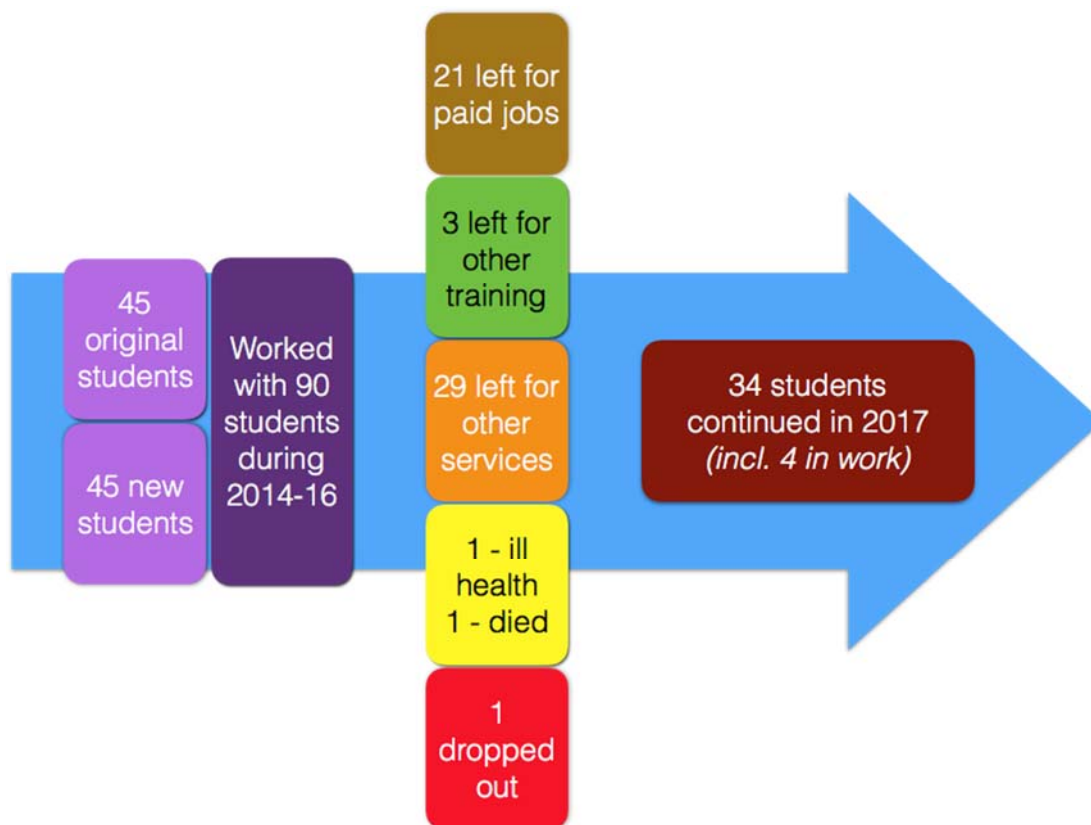 45
original
students
45 new
students
Worked
with 90
students
during
2014-16
21 left for
paid jobs
3 left for
other
training
29 left for
other
services
1 - ill
health
1 - died
1
dropped
out
34 students
continued in 2017
(incl. 4 in work)